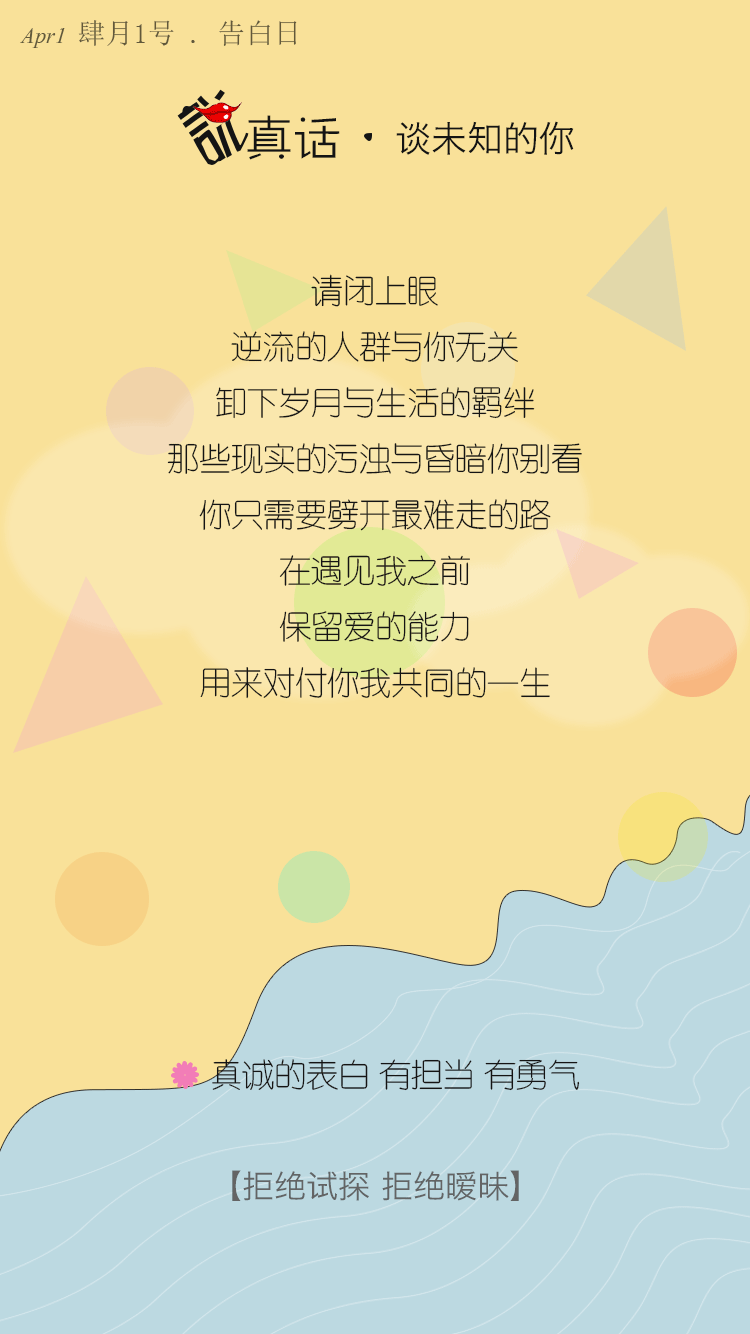 Apr1 肆月1号 . 告白日
说真话·谈未知的你
请闭上眼
逆流的人群与你无关
卸下岁月与生活的羁绊
那些现实的污浊与昏暗你别看
你只需要劈开最难走的路
在遇见我之前
保留爱的能力
用来对付你我共同的一生
真诚的表白 有担当 有勇气
【拒绝试探 拒绝暧昧】